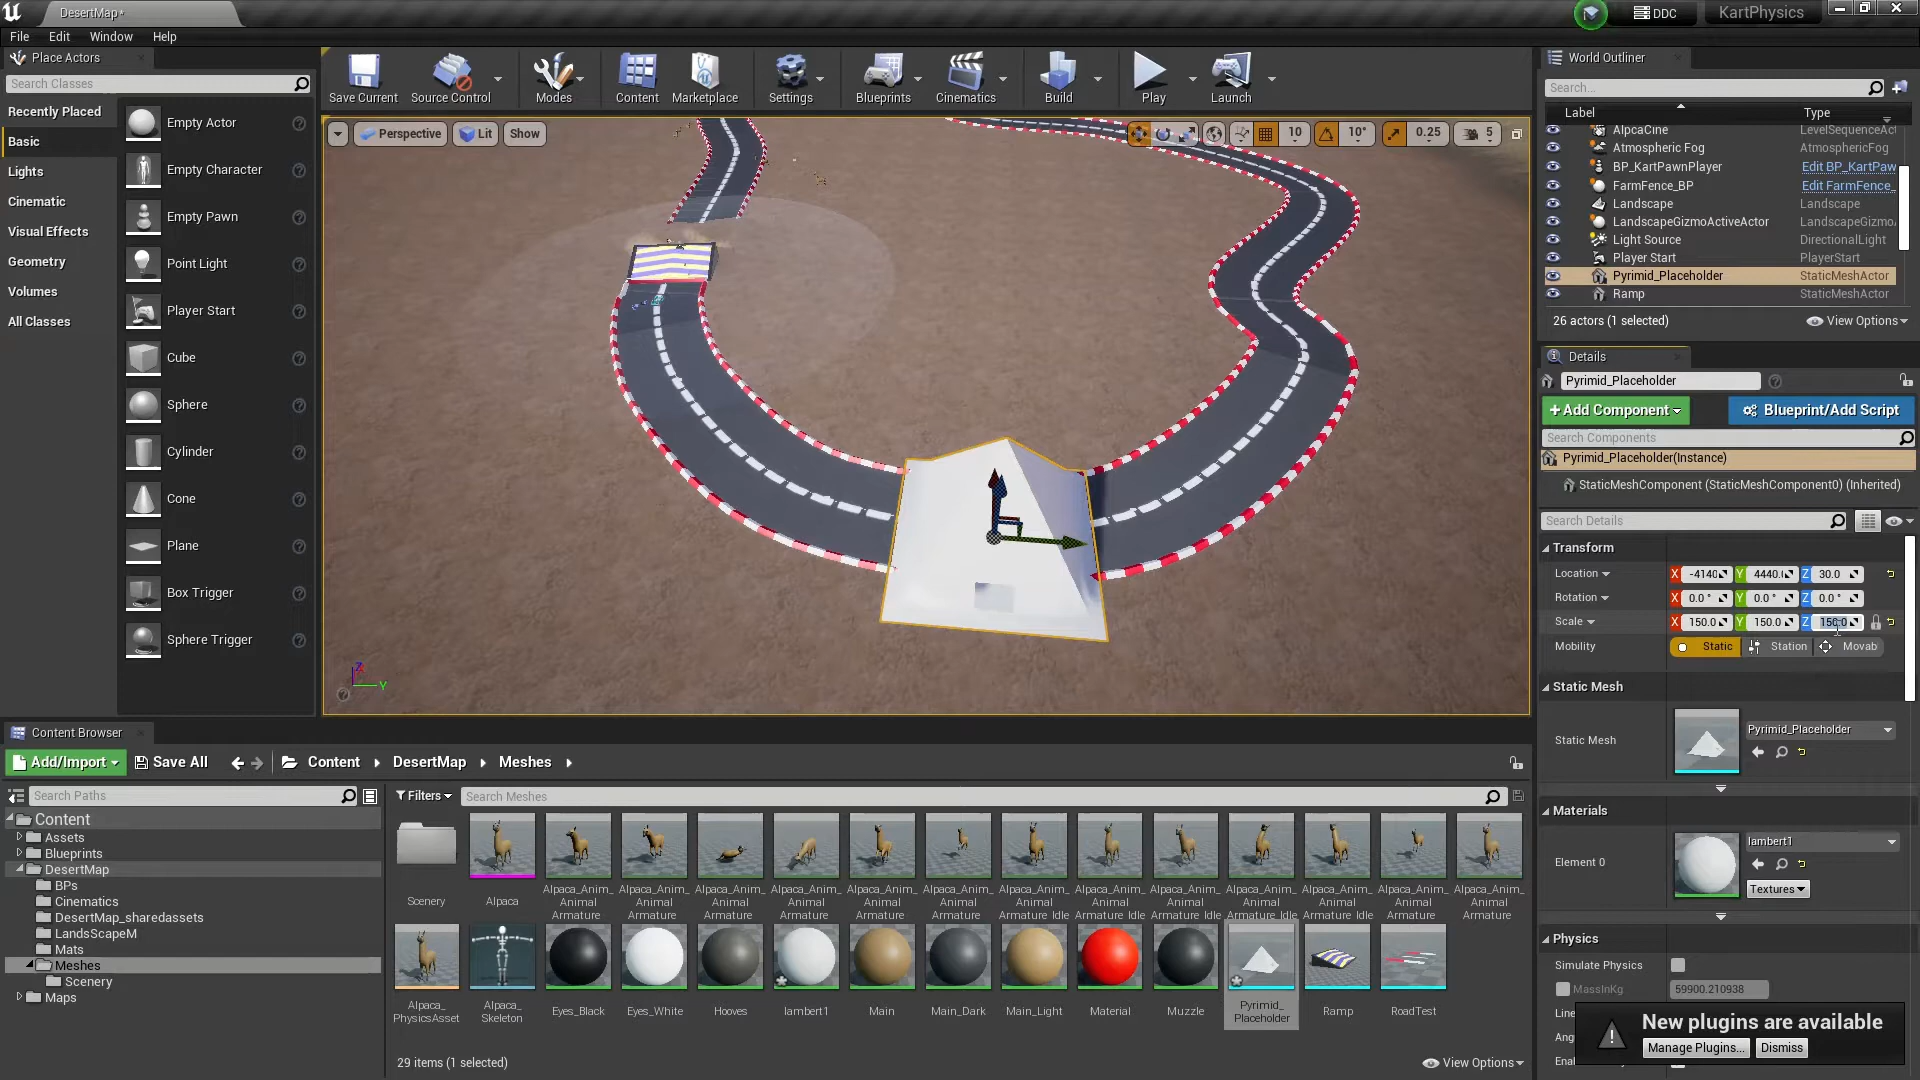 DesertMap*
DDC
KartPhysics
File Edit Window Help
Place Actors
Search Classes
Recently Placed
Basic
Lights
Cinematic
Visual Effects
Geometry
Volumes
All Classes
Empty Actor
Empty Character
Empty Pawn
Point Light
Player Start
Cube
Sphere
Cylinder
Cone
Plane
Box Trigger
Sphere Trigger
Save Current
Source Control
Modes
Content
Marketplace
Settings
Blueprints
Cinematics
Build
Play
Launch
Perspective Lit Show
10 10° 0.25 5
Z
Y
World Outliner
Search...
Label Type
AlpcaCine LevelSequenceAct
Atmospheric Fog AtmosphericFog
BP_KartPawnPlayer Edit BP_KartPaw
FarmFence_BP Edit FarmFence_
Landscape Landscape
LandscapeGizmoActiveActor LandscapeGizmo
Light Source DirectionalLight
Player Start PlayerStart
Pyrimid_Placeholder StaticMeshActor
Ramp StaticMeshActor
26 actors (1 selected) View Options
Details
Pyrimid_Placeholder
+Add Component Blueprint/Add Script
Search Components
Pyrimid_Placeholder(Instance)
StaticMeshComponent (StaticMeshComponent0) (Inherited)
Search Details
Transform
Location X -4140 Y 4440. Z 30.0
Rotation X 0.0° Y 0.0° Z 0.0°
Scale X 150.0 Y 150.0 Z 150.0
Mobility Static Station Movab
Static Mesh
Static Mesh Pyrimid_Placeholder
Materials
Element 0 lambert1
Textures
Physics
Simulate Physics
MassInKg 59900.210938
Line
Ang
Enal
New plugins are available
Manage Plugins... Dismiss
Content Browser
Add/Import Save All Content DesertMap Meshes
Search Paths
Filters Search Meshes
Content
Assets
Blueprints
DesertMap
BPs
Cinematics
DesertMap_sharedassets
LandsScapeM
Mats
Meshes
Scenery
Maps
Scenery
Alpaca
Alpaca_Anim_ Animal Armature
Alpaca_Anim_ Animal Armature
Alpaca_Anim_ Animal Armature
Alpaca_Anim_ Animal Armature
Alpaca_Anim_ Animal Armature
Alpaca_Anim_ Animal Armature Idle
Alpaca_Anim_ Animal Armature
Alpaca_Anim_ Animal Armature
Alpaca_Anim_ Animal Armature Idle
Alpaca_Anim_ Animal Armature Idle
Alpaca_Anim_ Animal Armature
Alpaca_Anim_ Animal Armature
Alpaca_ PhysicsAsset
Alpaca_ Skeleton
Eyes_Black
Eyes_White
Hooves
lambert1
Main
Main_Dark
Main_Light
Material
Muzzle
Pyrimid_ Placeholder
Ramp
RoadTest
29 items (1 selected) View Options